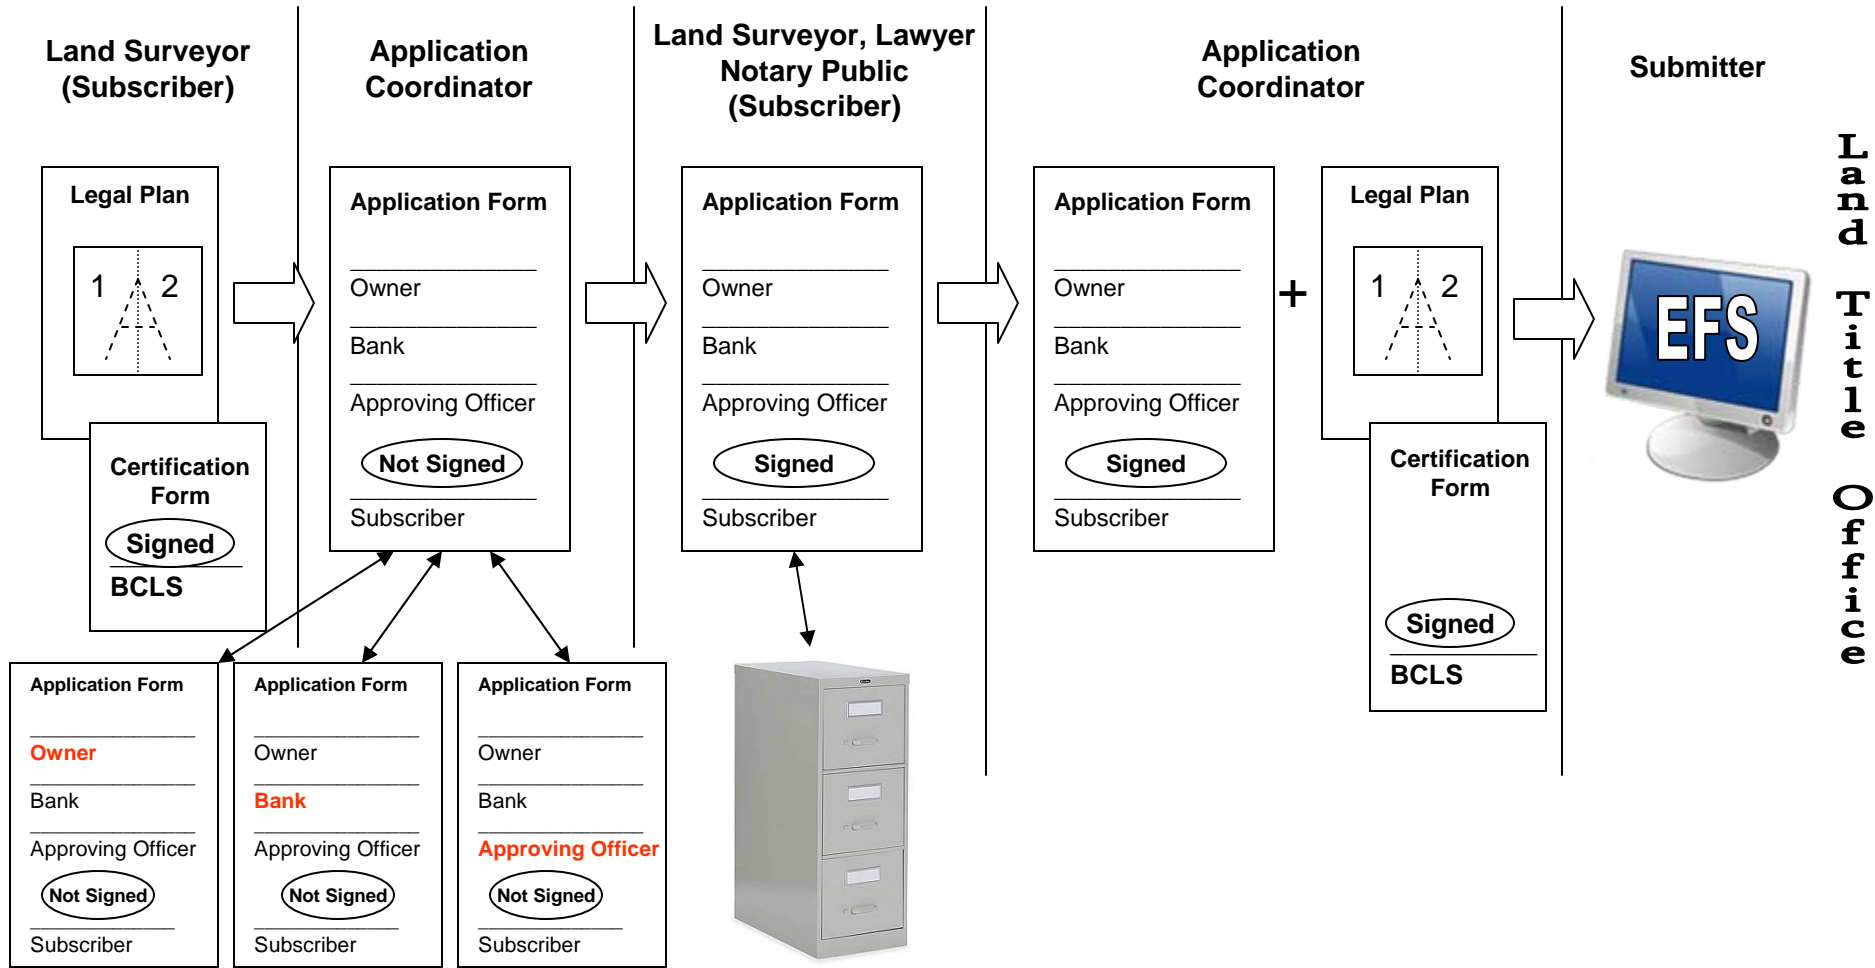 Land Surveyor
(Subscriber)
Application
Coordinator
Land Surveyor, Lawyer
Notary Public
(Subscriber)
Application
Coordinator
Submitter
Legal Plan
1 2
Certification
Form
Signed
BCLS
Application Form
Owner
Bank
Approving Officer
Not Signed
Subscriber
Application Form
Owner
Bank
Approving Officer
Signed
Subscriber
Application Form
Owner
Bank
Approving Officer
Signed
Subscriber
+
Legal Plan
1 2
Certification
Form
Signed
BCLS
EFS
Land Title Office
Application Form
Owner
Bank
Approving Officer
Not Signed
Subscriber
Application Form
Owner
Bank
Approving Officer
Not Signed
Subscriber
Application Form
Owner
Bank
Approving Officer
Not Signed
Subscriber